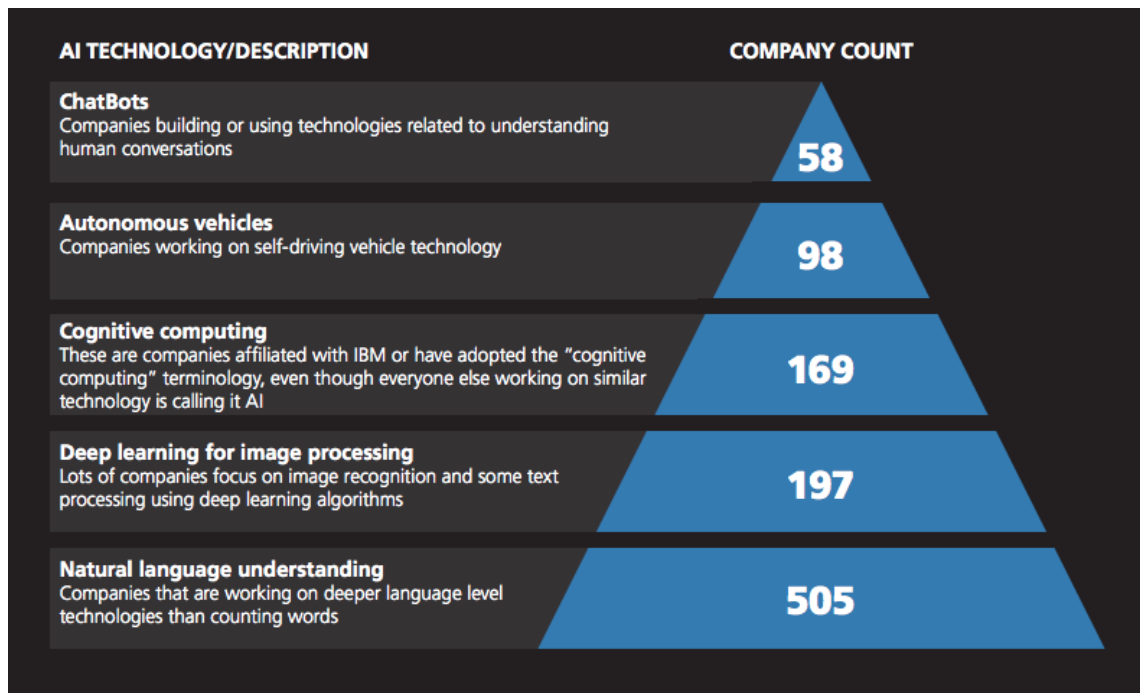 AI TECHNOLOGY/DESCRIPTION
COMPANY COUNT
ChatBots
Companies building or using technologies related to understanding
human conversations
58
Autonomous vehicles
Companies working on self-driving vehicle technology
98
Cognitive computing
These are companies affiliated with IBM or have adopted the “cognitive
computing” terminology, even though everyone else working on similar
technology is calling it AI
169
Deep learning for image processing
Lots of companies focus on image recognition and some text
processing using deep learning algorithms
197
Natural language understanding
Companies that are working on deeper language level
technologies than counting words
505